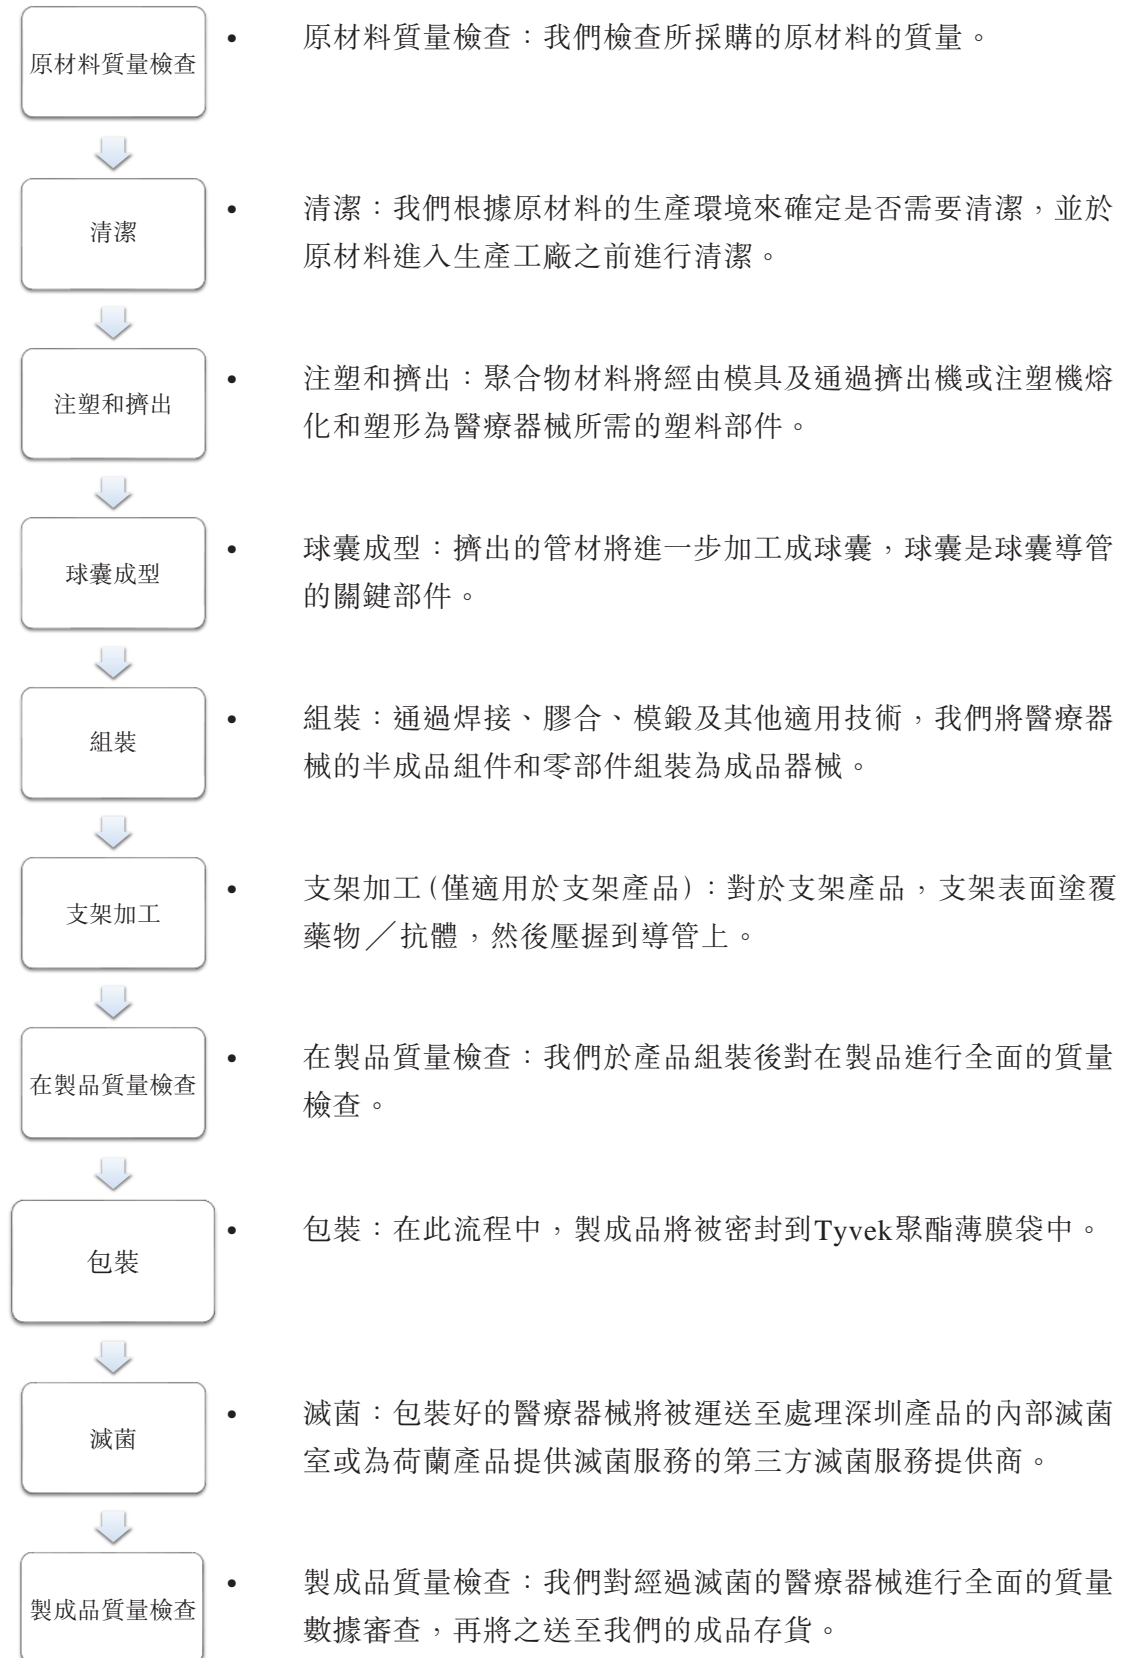 原材料質量檢查
• 原材料質量檢查：我們檢查所採購的原材料的質量。
清潔
• 清潔：我們根據原材料的生產環境來確定是否需要清潔，並於
原材料進入生產工廠之前進行清潔。
注塑和擠出
• 注塑和擠出：聚合物材料將經由模具及通過擠出機或注塑機熔
化和塑形為醫療器械所需的塑料部件。
球囊成型
• 球囊成型：擠出的管材將進一步加工成球囊，球囊是球囊導管
的關鍵部件。
組裝
• 組裝：通過焊接、膠合、模鍛及其他適用技術，我們將醫療器
械的半成品組件和零部件組裝為成品器械。
支架加工
• 支架加工(僅適用於支架產品)：對於支架產品，支架表面塗覆
藥物／抗體，然後壓握到導管上。
在製品質量檢查
• 在製品質量檢查：我們於產品組裝後對在製品進行全面的質量
檢查。
包裝
• 包裝：在此流程中，製成品將被密封到Tyvek聚酯薄膜袋中。
滅菌
• 滅菌：包裝好的醫療器械將被運送至處理深圳產品的內部滅菌
室或為荷蘭產品提供滅菌服務的第三方滅菌服務提供商。
製成品質量檢查
• 製成品質量檢查：我們對經過滅菌的醫療器械進行全面的質量
數據審查，再將之送至我們的成品存貨。